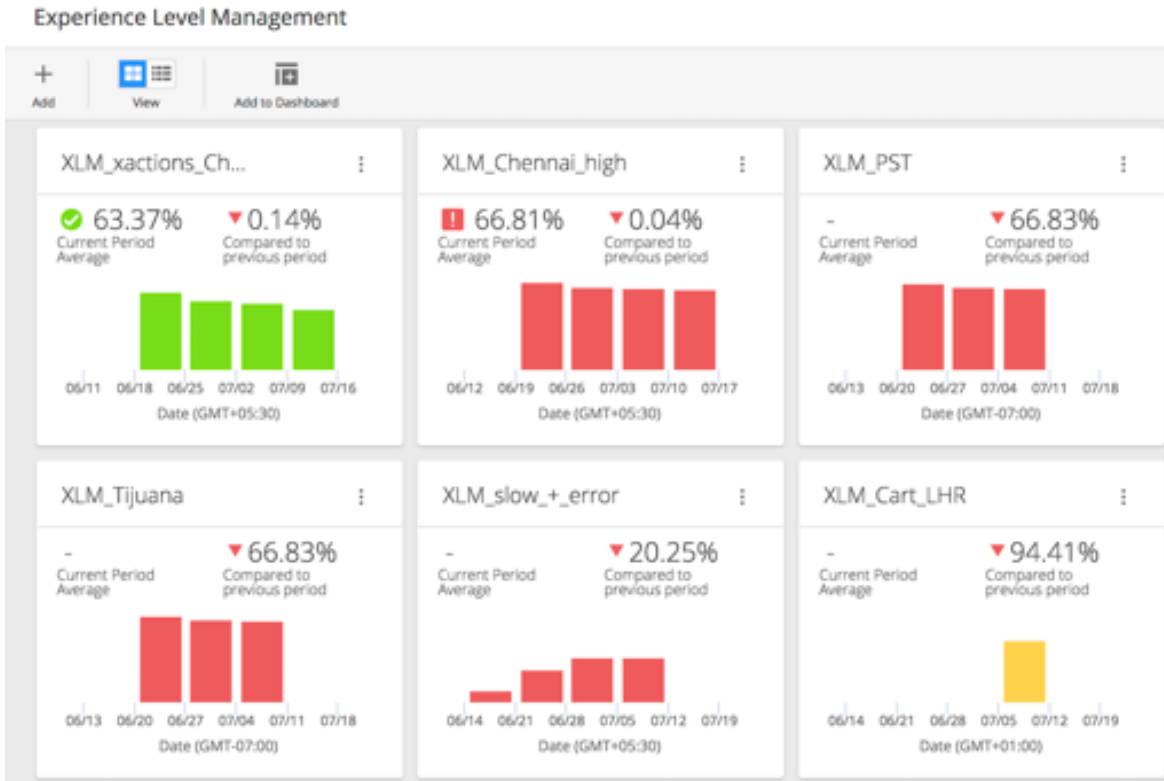 Experience Level Management
Add
View
Add to Dashboard
XLM_xactions_Ch...
63.37%
0.14%
Current Period
Average
Compared to
previous period
06/11 06/18 06/25 07/02 07/09 07/16
Date (GMT+05:30)
XLM_Chennai_high
66.81%
0.04%
Current Period
Average
Compared to
previous period
06/12 06/19 06/26 07/03 07/10 07/17
Date (GMT+05:30)
XLM_PST
-
66.83%
Current Period
Average
Compared to
previous period
06/13 06/20 06/27 07/04 07/11 07/18
Date (GMT-07:00)
XLM_Tijuana
-
66.83%
Current Period
Average
Compared to
previous period
06/13 06/20 06/27 07/04 07/11 07/18
Date (GMT-07:00)
XLM_slow_+_error
-
20.25%
Current Period
Average
Compared to
previous period
06/14 06/21 06/28 07/05 07/12 07/19
Date (GMT+05:30)
XLM_Cart_LHR
-
94.41%
Current Period
Average
Compared to
previous period
06/14 06/21 06/28 07/05 07/12 07/19
Date (GMT+01:00)